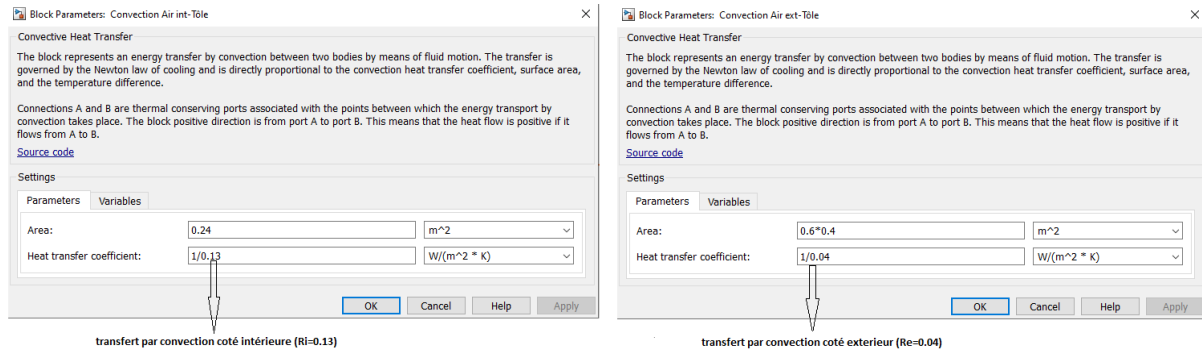 Block Parameters: Convection Air int-Tôle
Convective Heat Transfer
The block represents an energy transfer by convection between two bodies by means of fluid motion. The transfer is
governed by the Newton law of cooling and is directly proportional to the convection heat transfer coefficient, surface area,
and the temperature difference.
Connections A and B are thermal conserving ports associated with the points between which the energy transport by
convection takes place. The block positive direction is from port A to port B. This means that the heat flow is positive if it
flows from A to B.
Source code
Settings
Parameters Variables
Area: 0.24 m^2
Heat transfer coefficient: 1/0.13 W/(m^2 * K)
OK Cancel Help Apply
transfert par convection coté intérieure (Ri=0.13)
Block Parameters: Convection Air ext-Tôle
Convective Heat Transfer
The block represents an energy transfer by convection between two bodies by means of fluid motion. The transfer is
governed by the Newton law of cooling and is directly proportional to the convection heat transfer coefficient, surface area,
and the temperature difference.
Connections A and B are thermal conserving ports associated with the points between which the energy transport by
convection takes place. The block positive direction is from port A to port B. This means that the heat flow is positive if it
flows from A to B.
Source code
Settings
Parameters Variables
Area: 0.6*0.4 m^2
Heat transfer coefficient: 1/0.04 W/(m^2 * K)
OK Cancel Help Apply
transfert par convection coté exterieur (Re=0.04)